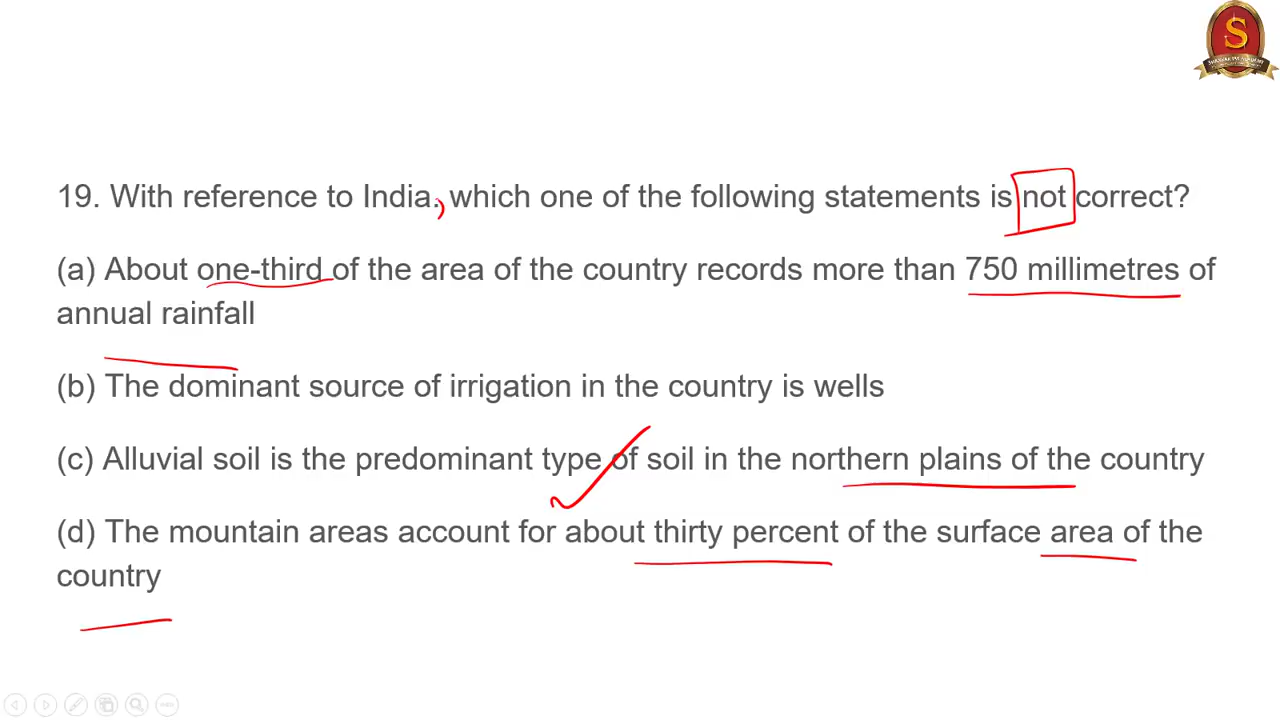 S
19. With reference to India., which one of the following statements is not correct?
(a) About one-third of the area of the country records more than 750 millimetres of
annual rainfall
(b) The dominant source of irrigation in the country is wells
(c) Alluvial soil is the predominant type of soil in the northern plains of the country
(d) The mountain areas account for about thirty percent of the surface area of the
country